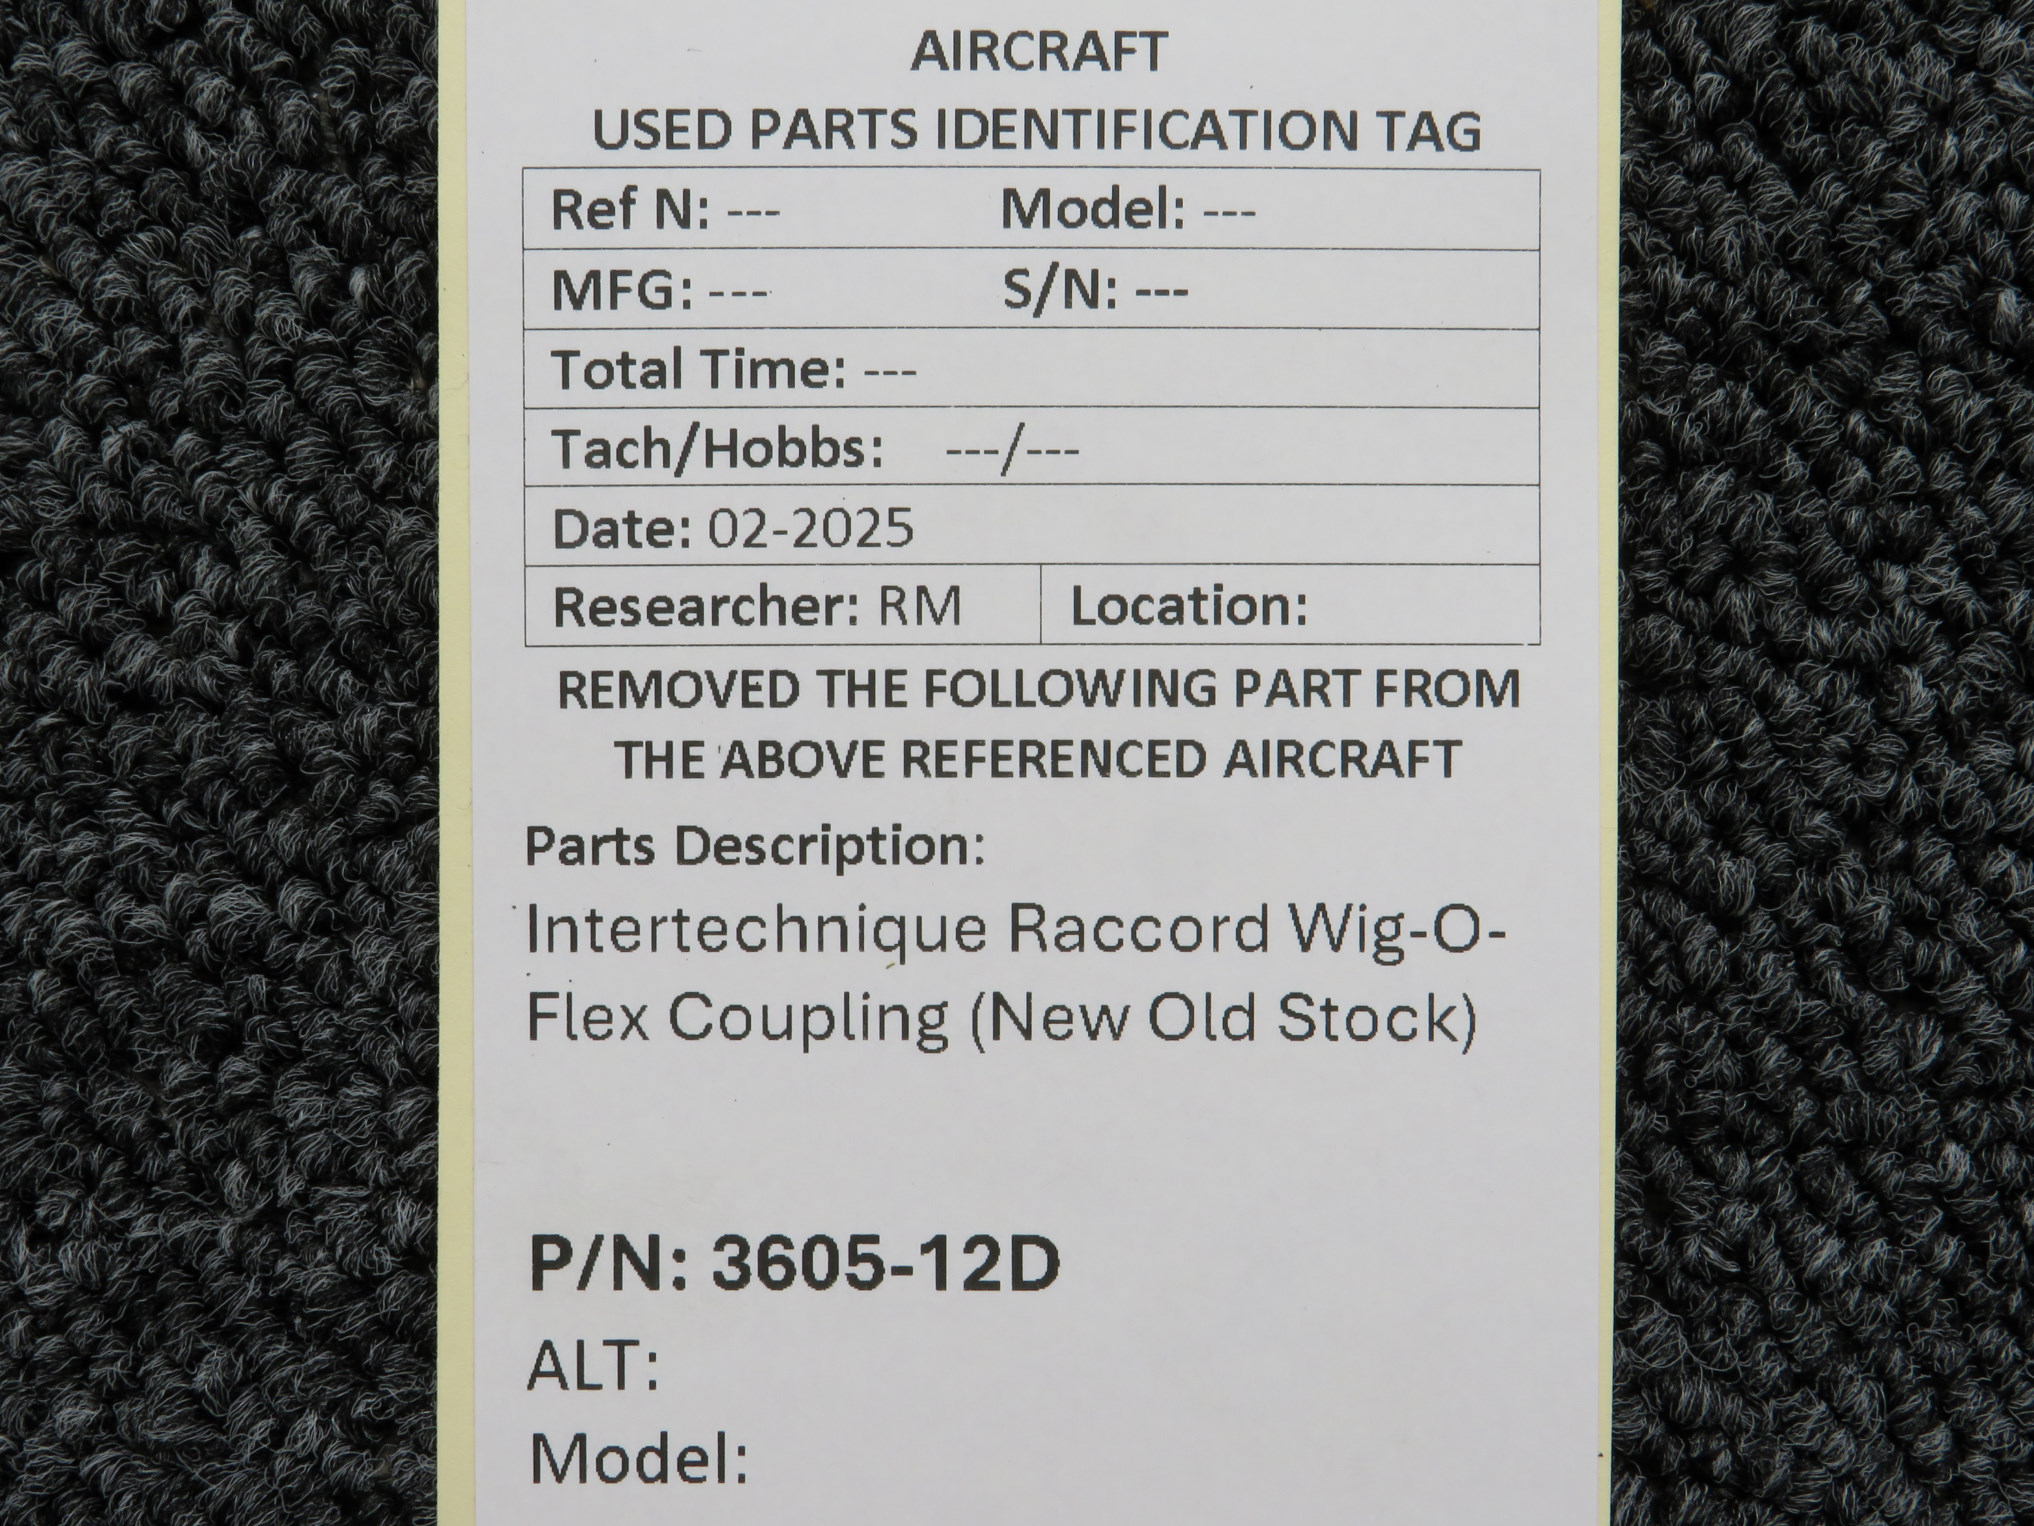 AIRCRAFT
USED PARTS IDENTIFICATION TAG
Ref N: --- Model: ---
MFG: --- S/N: ---
Total Time: ---
Tach/Hobbs: ---/---
Date: 02-2025
Researcher: RM Location:
REMOVED THE FOLLOWING PART FROM
THE ABOVE REFERENCED AIRCRAFT
Parts Description:
Intertechnique Raccord Wig-O-
Flex Coupling (New Old Stock)
P/N: 3605-12D
ALT:
Model: